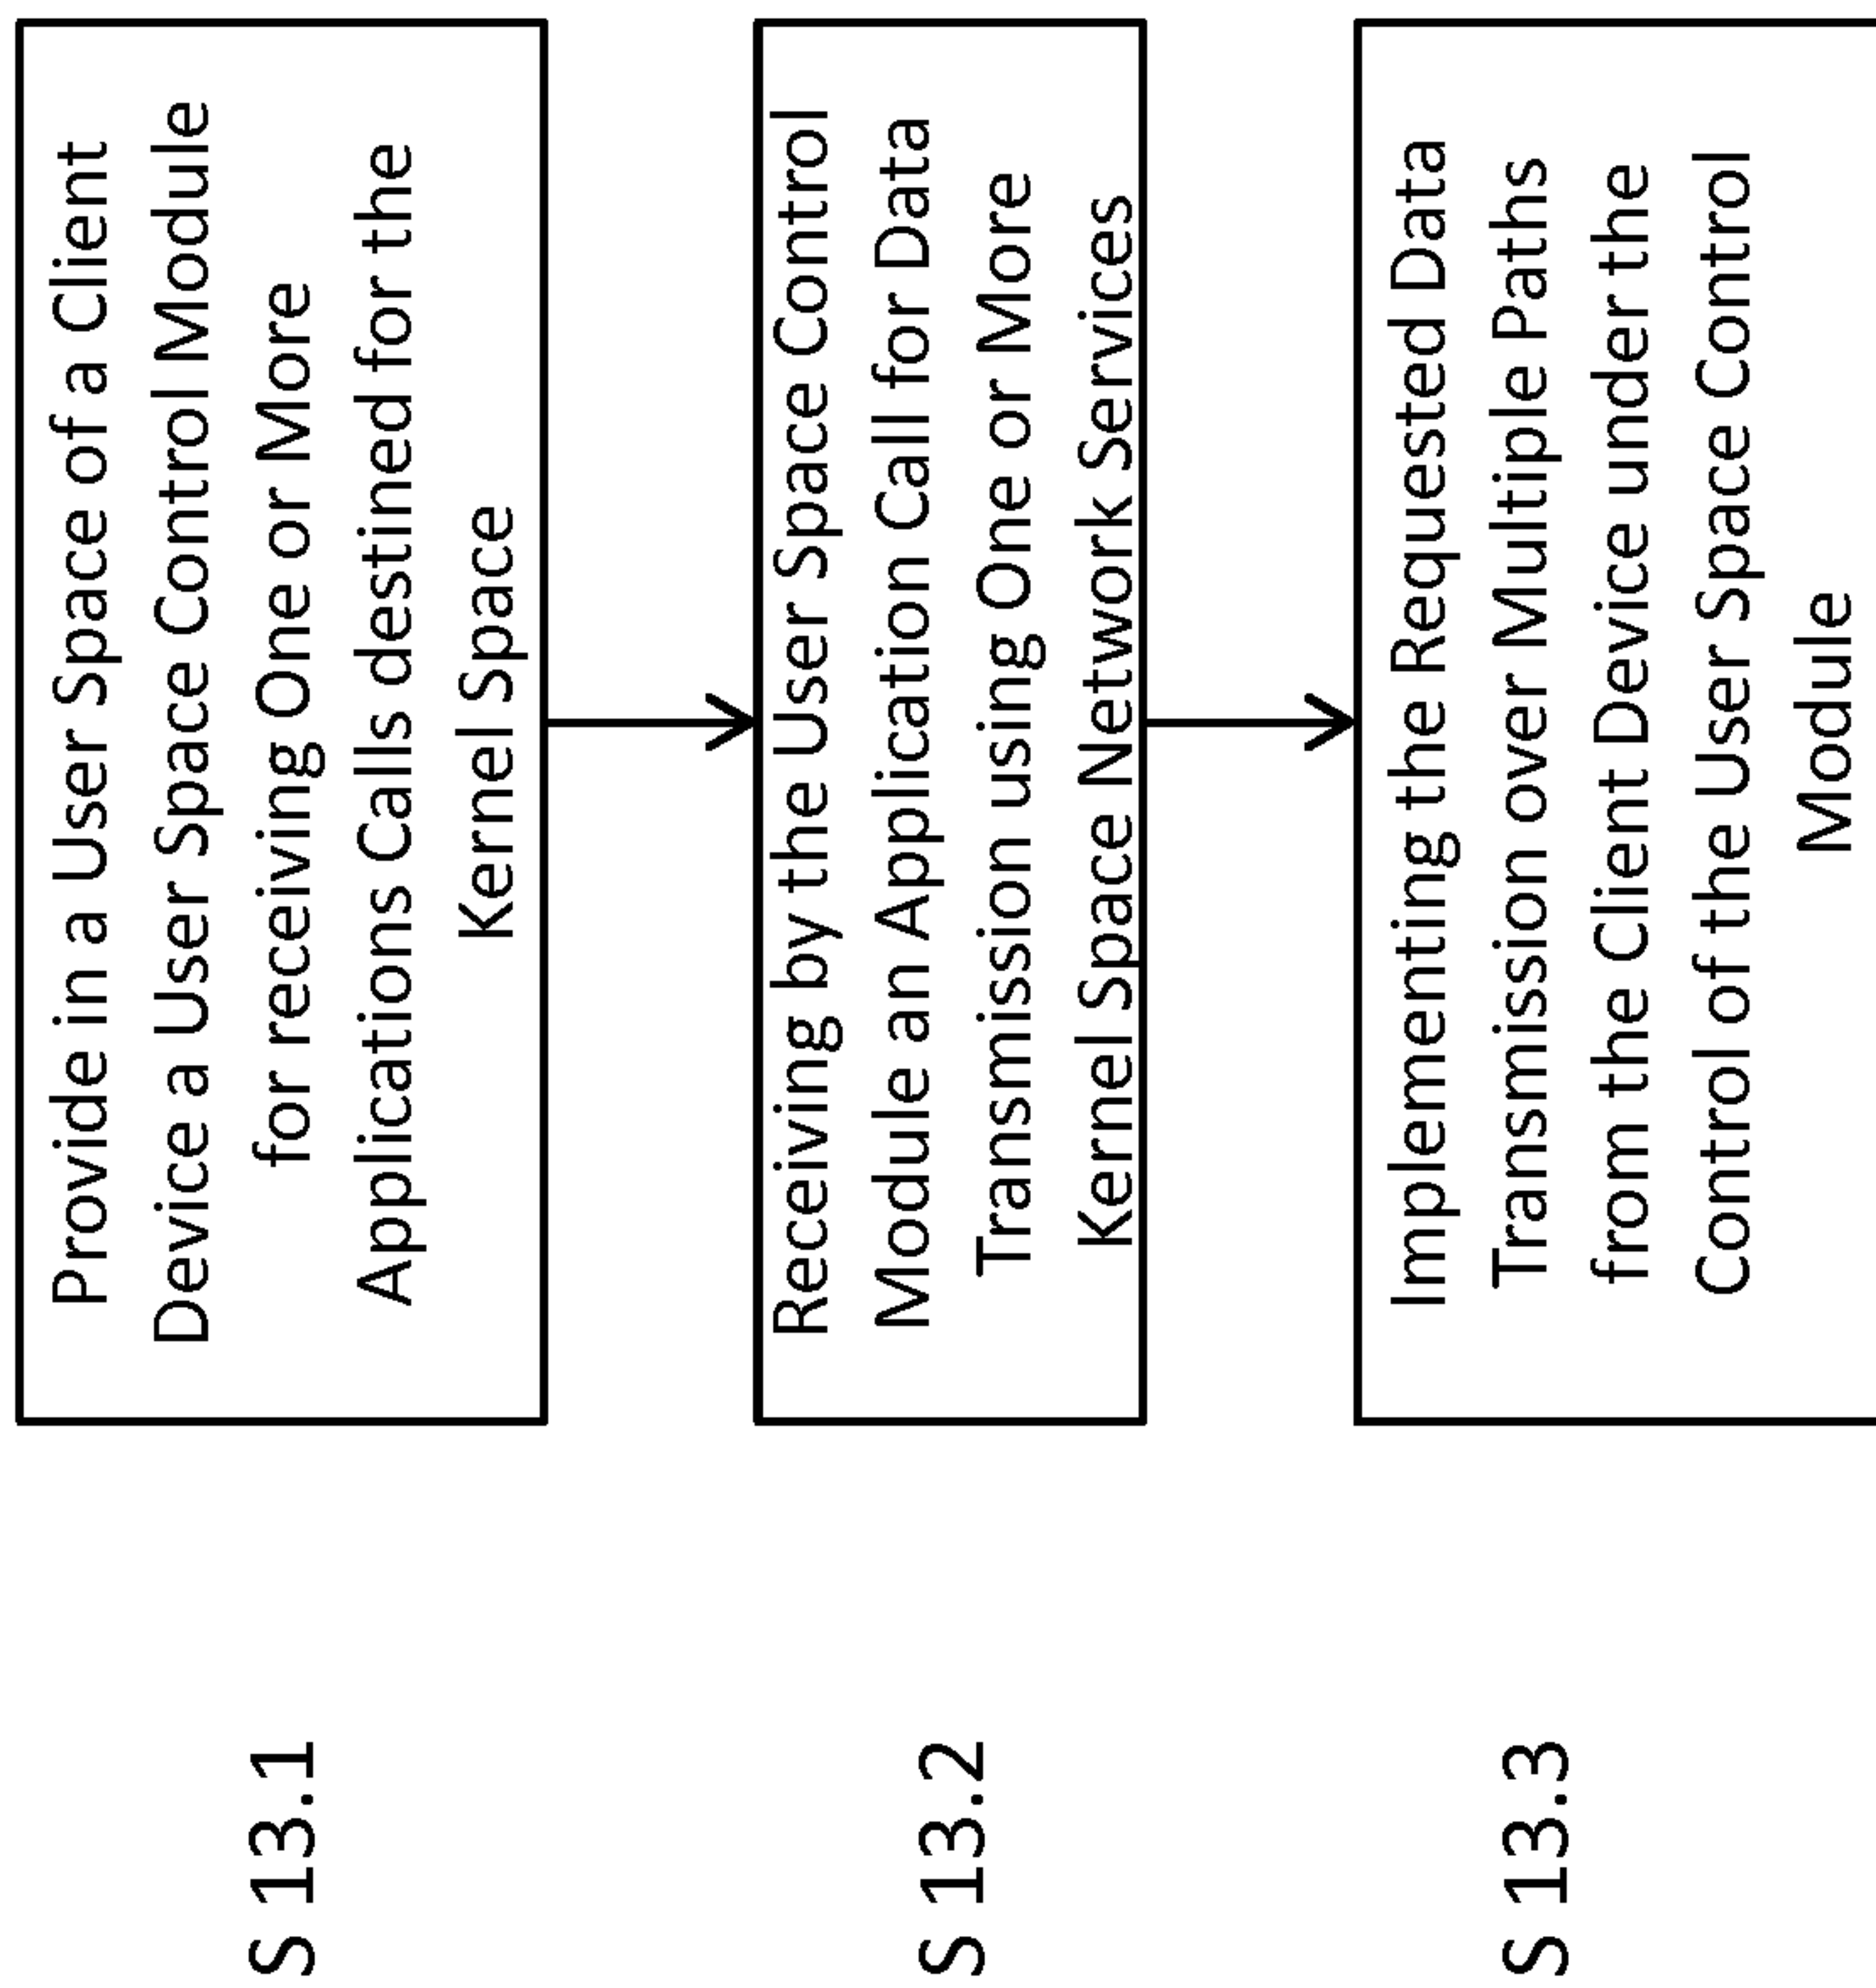 S 13.1
Provide in a User Space of a Client
Device a User Space Control Module
for receiving One or More
Applications Calls destined for the
Kernel Space
S 13.2
Receiving by the User Space Control
Module an Application Call for Data
Transmission using One or More
Kernel Space Network Services
S 13.3
Implementing the Requested Data
Transmission over Multiple Paths
from the Client Device under the
Control of the User Space Control
Module